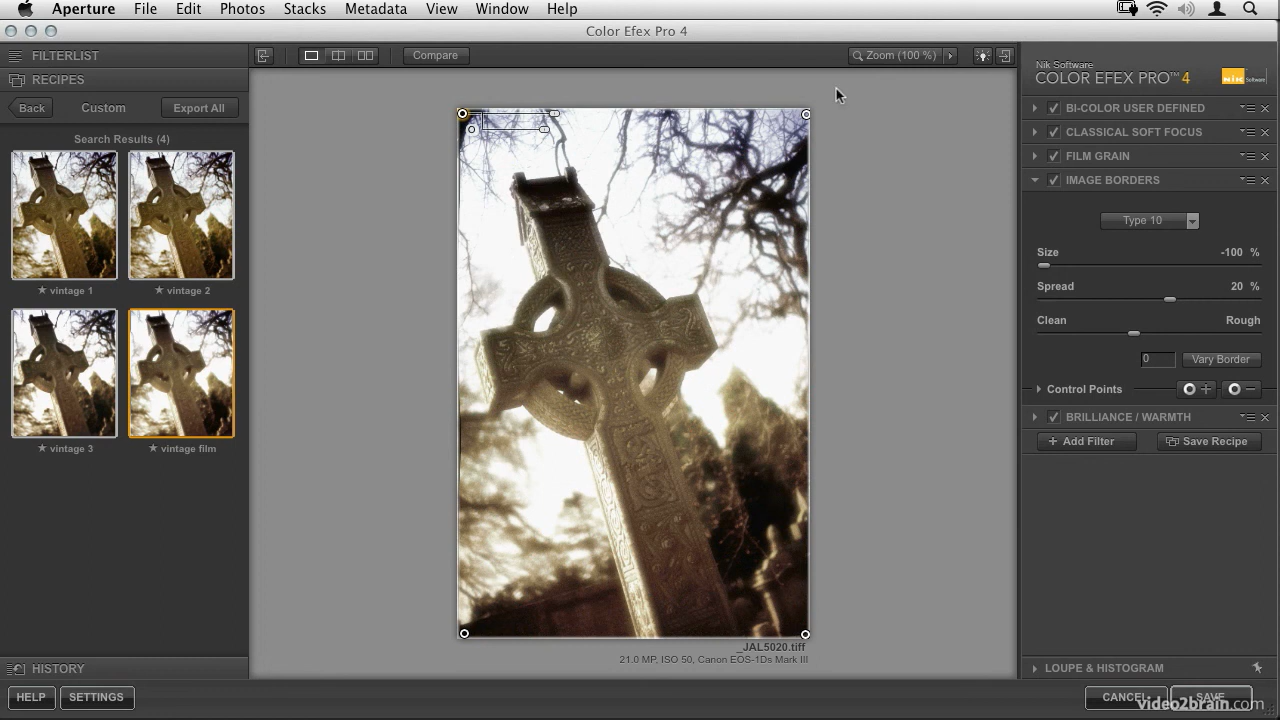 Aperture File Edit Photos Stacks Metadata View Window Help
Color Efex Pro 4
FILTERLIST
Compare
Zoom (100 %)
RECIPES
Back Custom Export All
Search Results (4)
★ vintage 1
★ vintage 2
★ vintage 3
★ vintage film
_JAL5020.tiff
21.0 MP, ISO 50, Canon EOS-1Ds Mark III
HISTORY
HELP SETTINGS
Nik Software
COLOR EFEX PRO™ 4
nik Software
BI-COLOR USER DEFINED
CLASSICAL SOFT FOCUS
FILM GRAIN
IMAGE BORDERS
Type 10
Size -100 %
Spread 20 %
Clean Rough
0 Vary Border
Control Points
BRILLIANCE / WARMTH
+ Add Filter Save Recipe
LOUPE & HISTOGRAM
CANCEL SAVE
video2brain.com